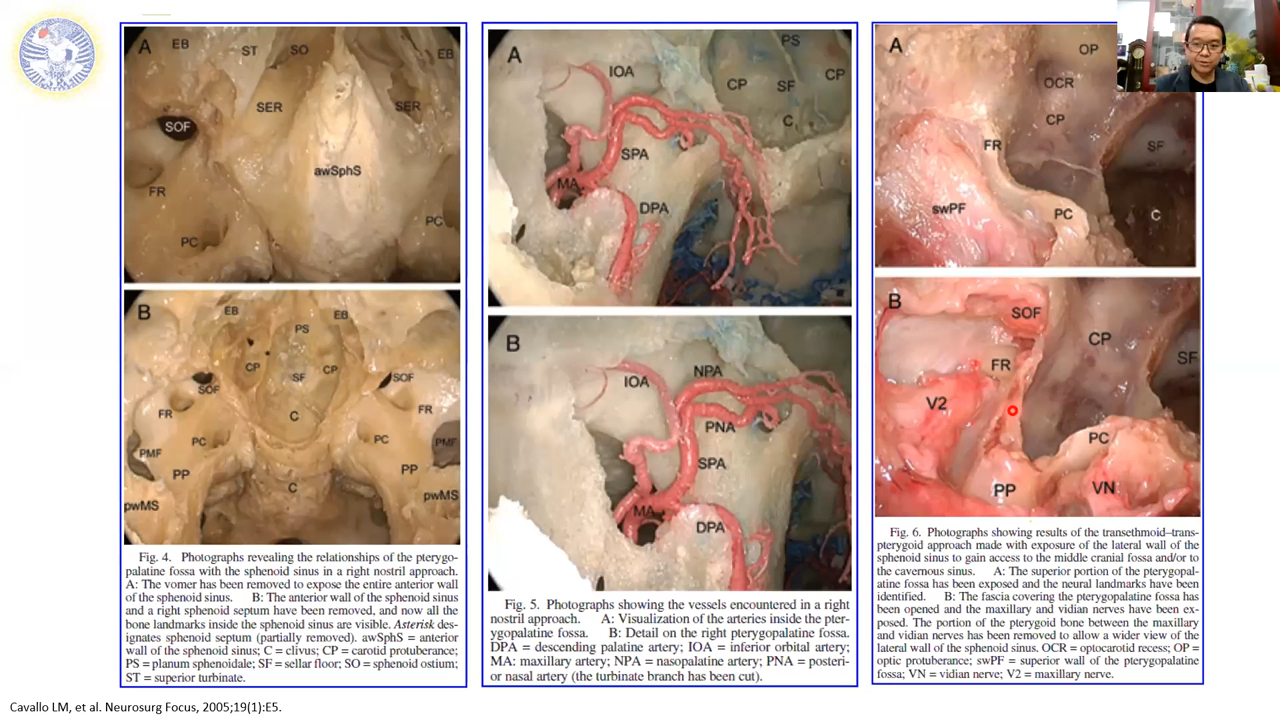 A
EB
ST
SO
EB
SER
SER
SOF
awSphS
FR
PC
PC
B
EB
EB
PS
CP
CP
SF
SOF
SOF
FR
FR
C
PC
PC
PMF
PMF
PP
PP
C
pwMS
pwMS
Fig. 4. Photographs revealing the relationships of the pterygo-
palatine fossa with the sphenoid sinus in a right nostril approach.
A: The vomer has been removed to expose the entire anterior wall
of the sphenoid sinus. B: The anterior wall of the sphenoid sinus
and a right sphenoid septum have been removed, and now all the
bone landmarks inside the sphenoid sinus are visible. Asterisk des-
ignates sphenoid septum (partially removed). awSphS = anterior
wall of the sphenoid sinus; C = clivus; CP = carotid protuberance;
PS = planum sphenoidale; SF = sellar floor; SO = sphenoid ostium;
ST = superior turbinate.
A
PS
IOA
CP
SF
CP
C
SPA
MA
DPA
B
IOA
NPA
PNA
SPA
MA
DPA
Fig. 5. Photographs showing the vessels encountered in a right
nostril approach. A: Visualization of the arteries inside the pter-
ygopalatine fossa. B: Detail on the right pterygopalatine fossa.
DPA = descending palatine artery; IOA = inferior orbital artery;
MA: maxillary artery; NPA = nasopalatine artery; PNA = posteri-
or nasal artery (the turbinate branch has been cut).
A
OP
OCR
CP
FR
SF
swPF
PC
C
B
SOF
CP
SF
FR
V2
PC
PP
VN
Fig. 6. Photographs showing results of the transethmoid–trans-
pterygoid approach made with exposure of the lateral wall of the
sphenoid sinus to gain access to the middle cranial fossa and/or to
the cavernous sinus. A: The superior portion of the pterygopal-
atine fossa has been exposed and the neural landmarks have been
identified. B: The fascia covering the pterygopalatine fossa has
been opened and the maxillary and vidian nerves have been ex-
posed. The portion of the pterygoid bone between the maxillary
and vidian nerves has been removed to allow a wider view of the
lateral wall of the sphenoid sinus. OCR = optocarotid recess; OP =
optic protuberance; swPF = superior wall of the pterygopalatine
fossa; VN = vidian nerve; V2 = maxillary nerve.
Cavallo LM, et al. Neurosurg Focus, 2005;19(1):E5.